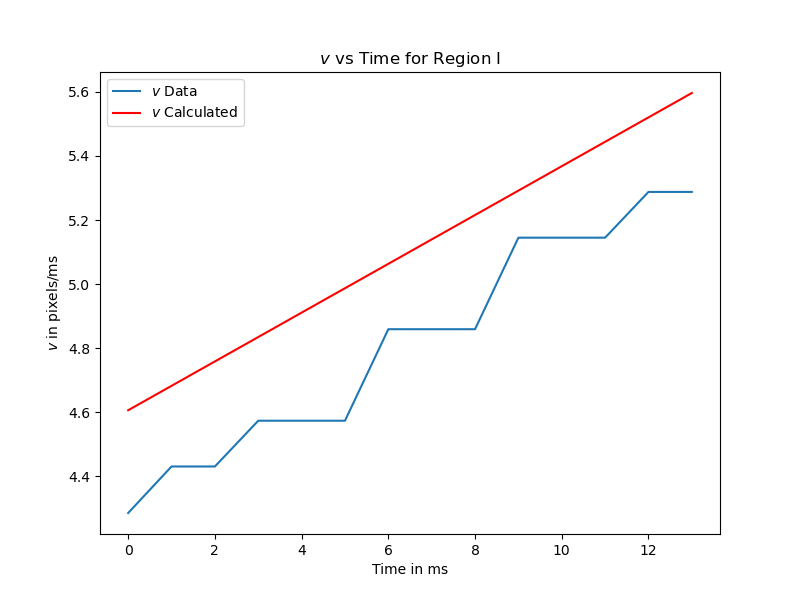 v vs Time for Region I
v Data
v Calculated
5.6
5.4
5.2
5.0
4.8
4.6
4.4
v in pixels/ms
0 2 4 6 8 10 12
Time in ms